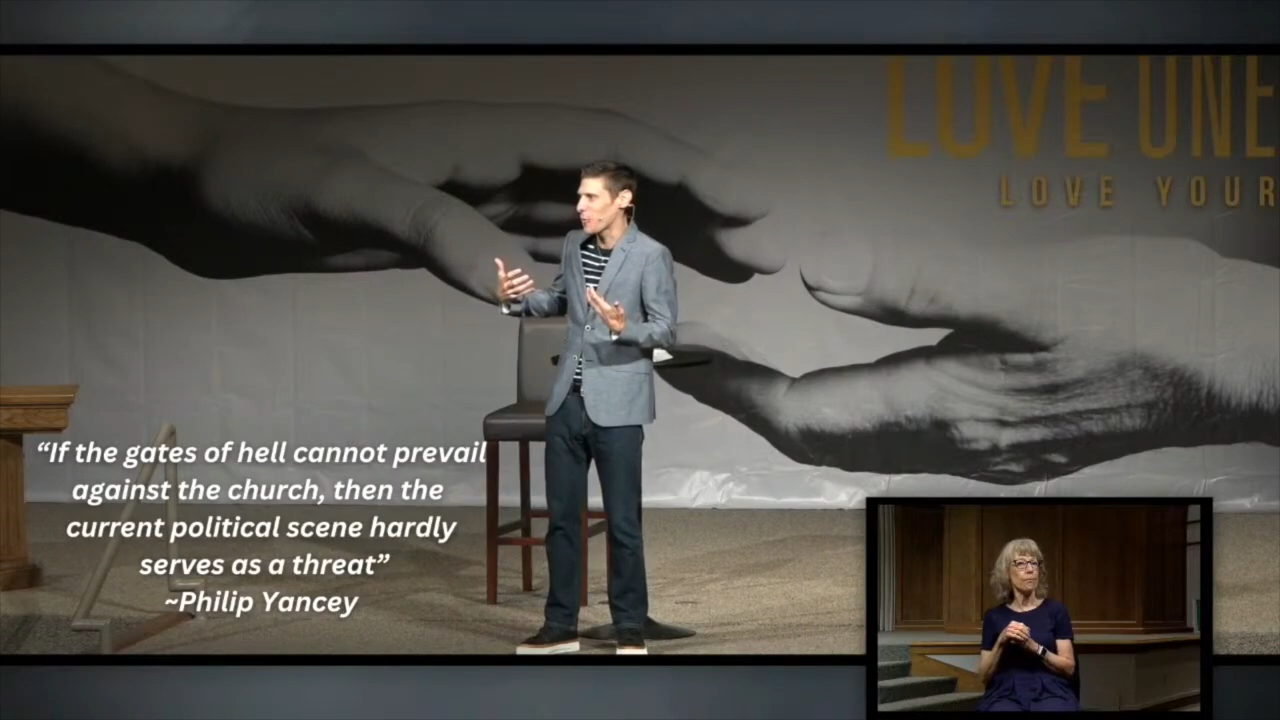 LOVE ONE
LOVE YOUR
“If the gates of hell cannot prevail
against the church, then the
current political scene hardly
serves as a threat”
~Philip Yancey